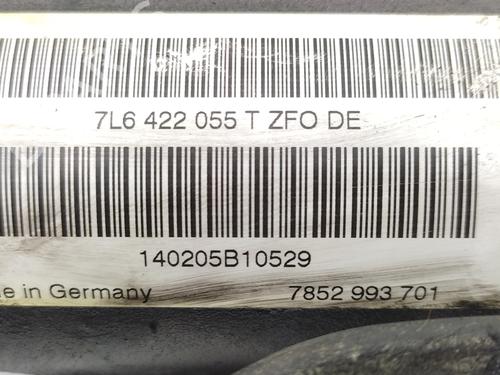 7L6 422 055 T ZFO DE
140205B10529
in Germany 7852 993 701